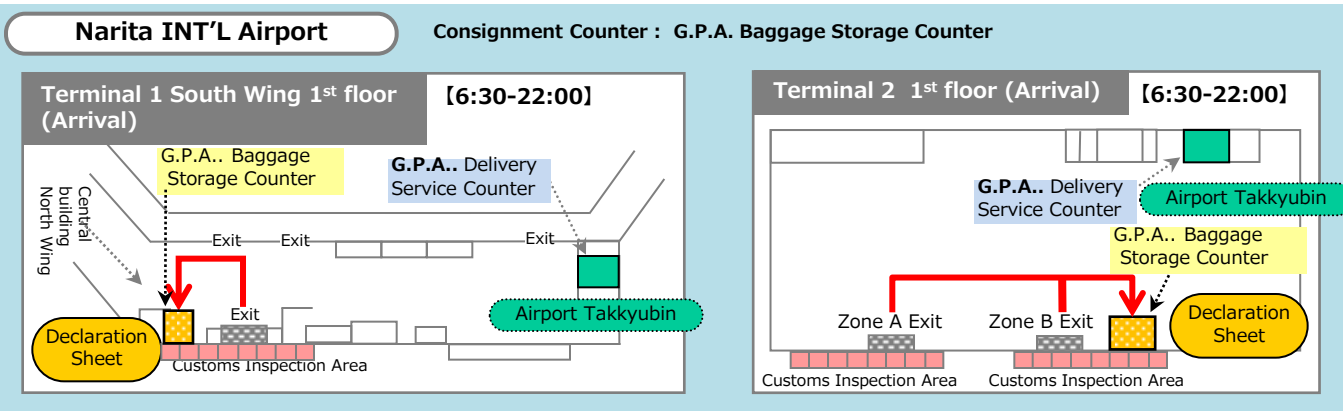 Narita INT’L Airport
Consignment Counter : G.P.A. Baggage Storage Counter
Terminal 1 South Wing 1st floor
(Arrival)
【6:30-22:00】
G.P.A.. Baggage
Storage Counter
G.P.A.. Delivery
Service Counter
Central
building
North Wing
Exit
Exit
Exit
Exit
Airport Takkyubin
Declaration
Sheet
Customs Inspection Area
Terminal 2 1st floor (Arrival)
【6:30-22:00】
G.P.A.. Delivery
Service Counter
Airport Takkyubin
G.P.A.. Baggage
Storage Counter
Zone A Exit
Zone B Exit
Declaration
Sheet
Customs Inspection Area
Customs Inspection Area